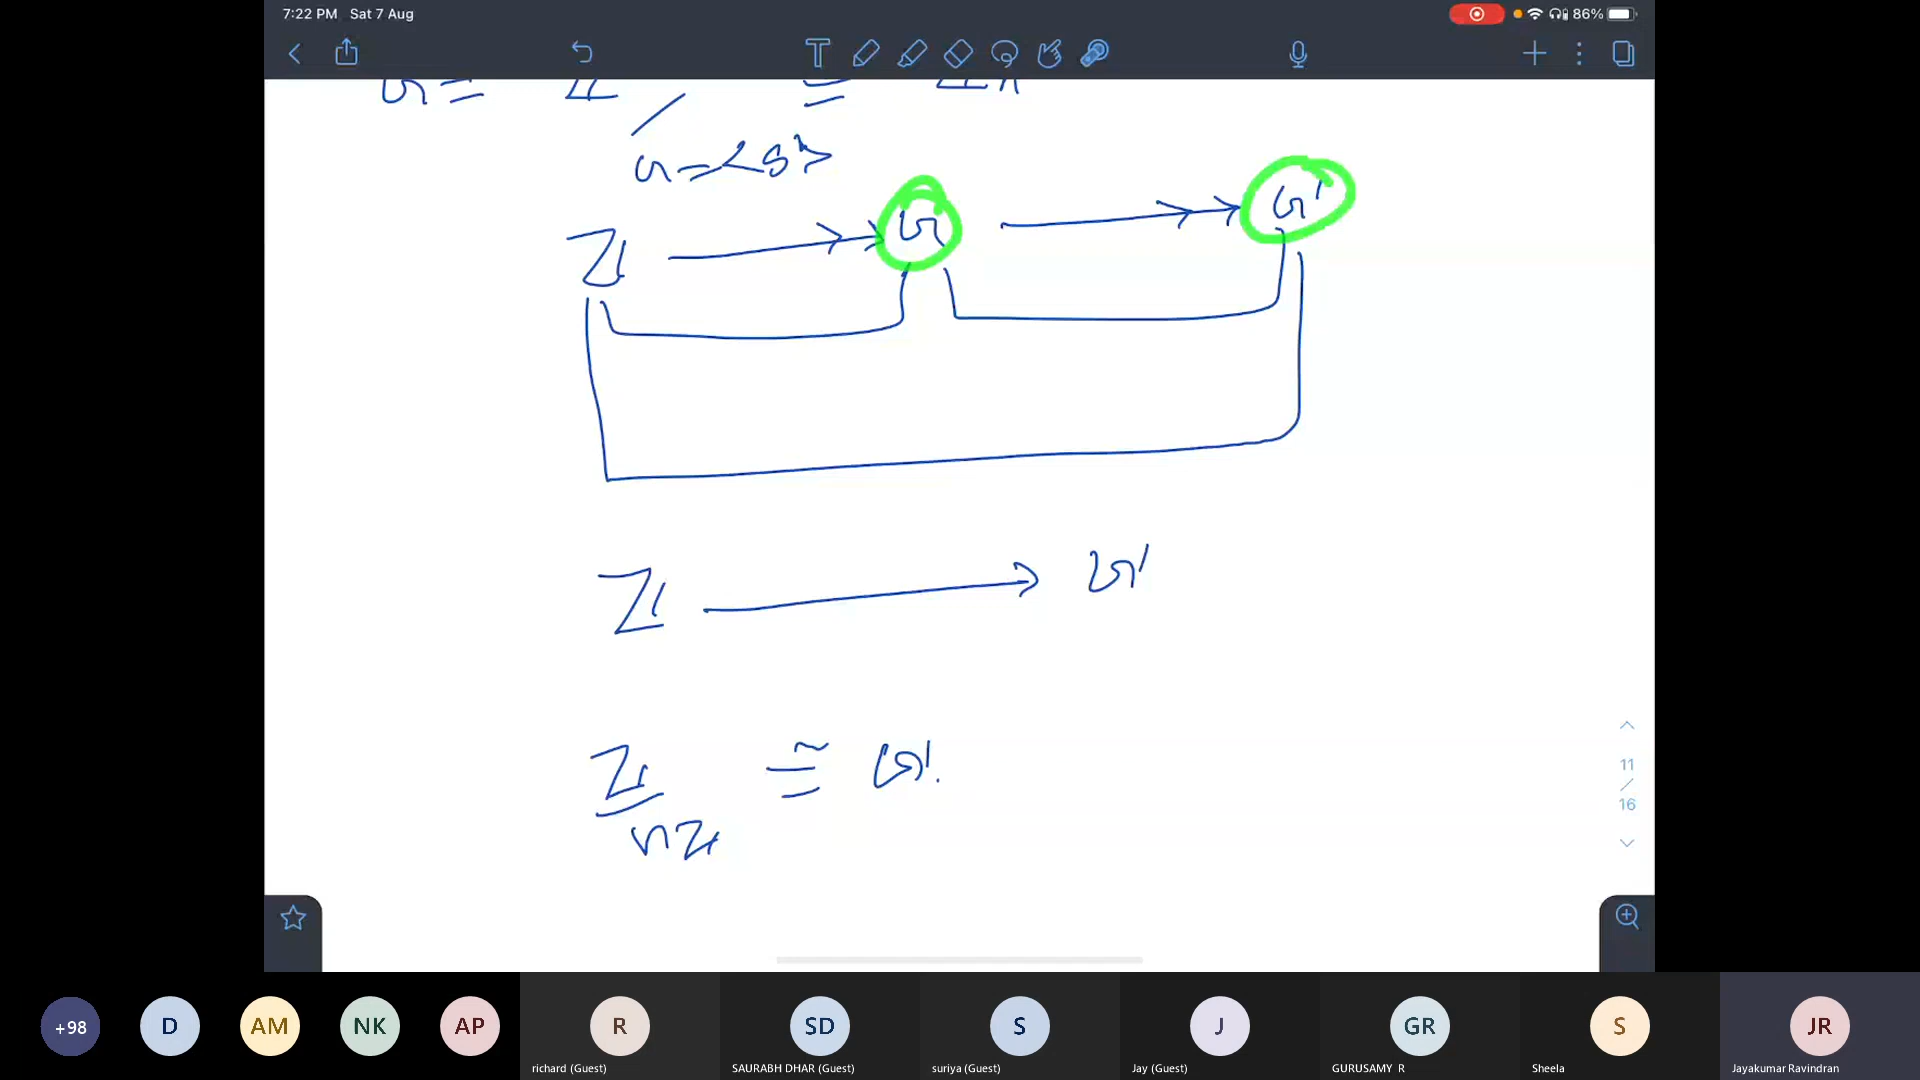 7:22 PM Sat 7 Aug
86%
G =
G = <g>
Z G G'
Z G'
Z ≅ G'.
nZ
11
/
16
+98 D AM NK AP R SD S J GR S JR
richard (Guest) SAURABH DHAR (Guest) suriya (Guest) Jay (Guest) GURUSAMY R Sheela Jayakumar Ravindran